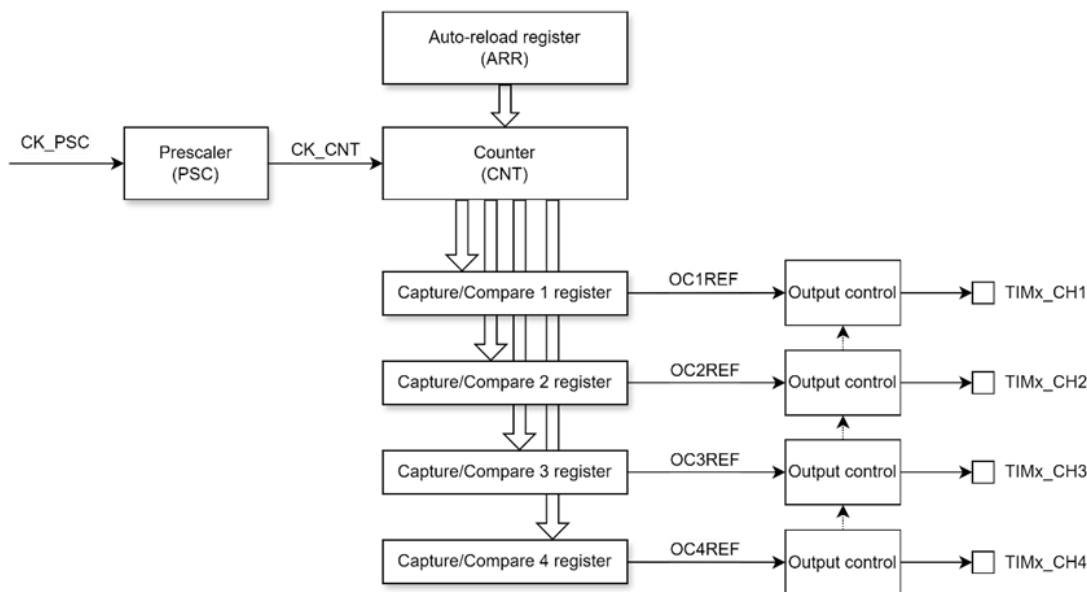 Auto-reload register
(ARR)
CK_PSC
Prescaler
(PSC)
CK_CNT
Counter
(CNT)
Capture/Compare 1 register
OC1REF
Output control
TIMx_CH1
Capture/Compare 2 register
OC2REF
Output control
TIMx_CH2
Capture/Compare 3 register
OC3REF
Output control
TIMx_CH3
Capture/Compare 4 register
OC4REF
Output control
TIMx_CH4